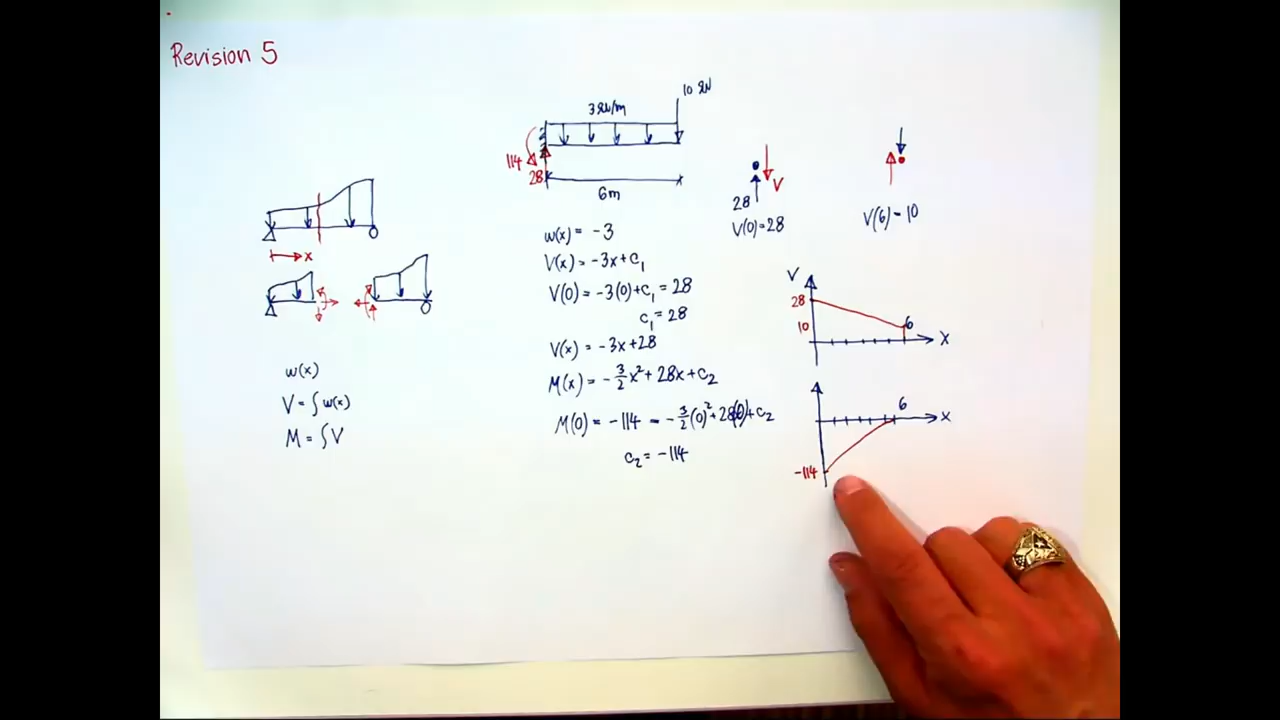 Revision 5
x
w(x)
V = ∫w(x)
M = ∫V
10 kN
3 kN/m
114
28
6m
w(x) = -3
V(x) = -3x + c₁
V(0) = -3(0) + c₁ = 28
c₁ = 28
V(x) = -3x + 28
M(x) = -3/2 x² + 28x + c₂
M(0) = -114 = -3/2 (0)² + 28(0) + c₂
c₂ = -114
V
28
V(0) = 28
V(6) = 10
V
28
10
6
x
6
x
-114